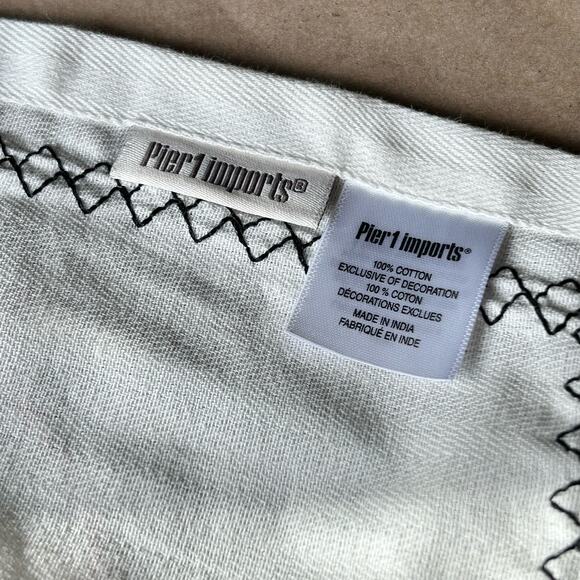 Pier1 imports®
Pier1 imports®
100% COTTON
EXCLUSIVE OF DECORATION
100 % COTON
DÉCORATIONS EXCLUES
MADE IN INDIA
FABRIQUÉ EN INDE